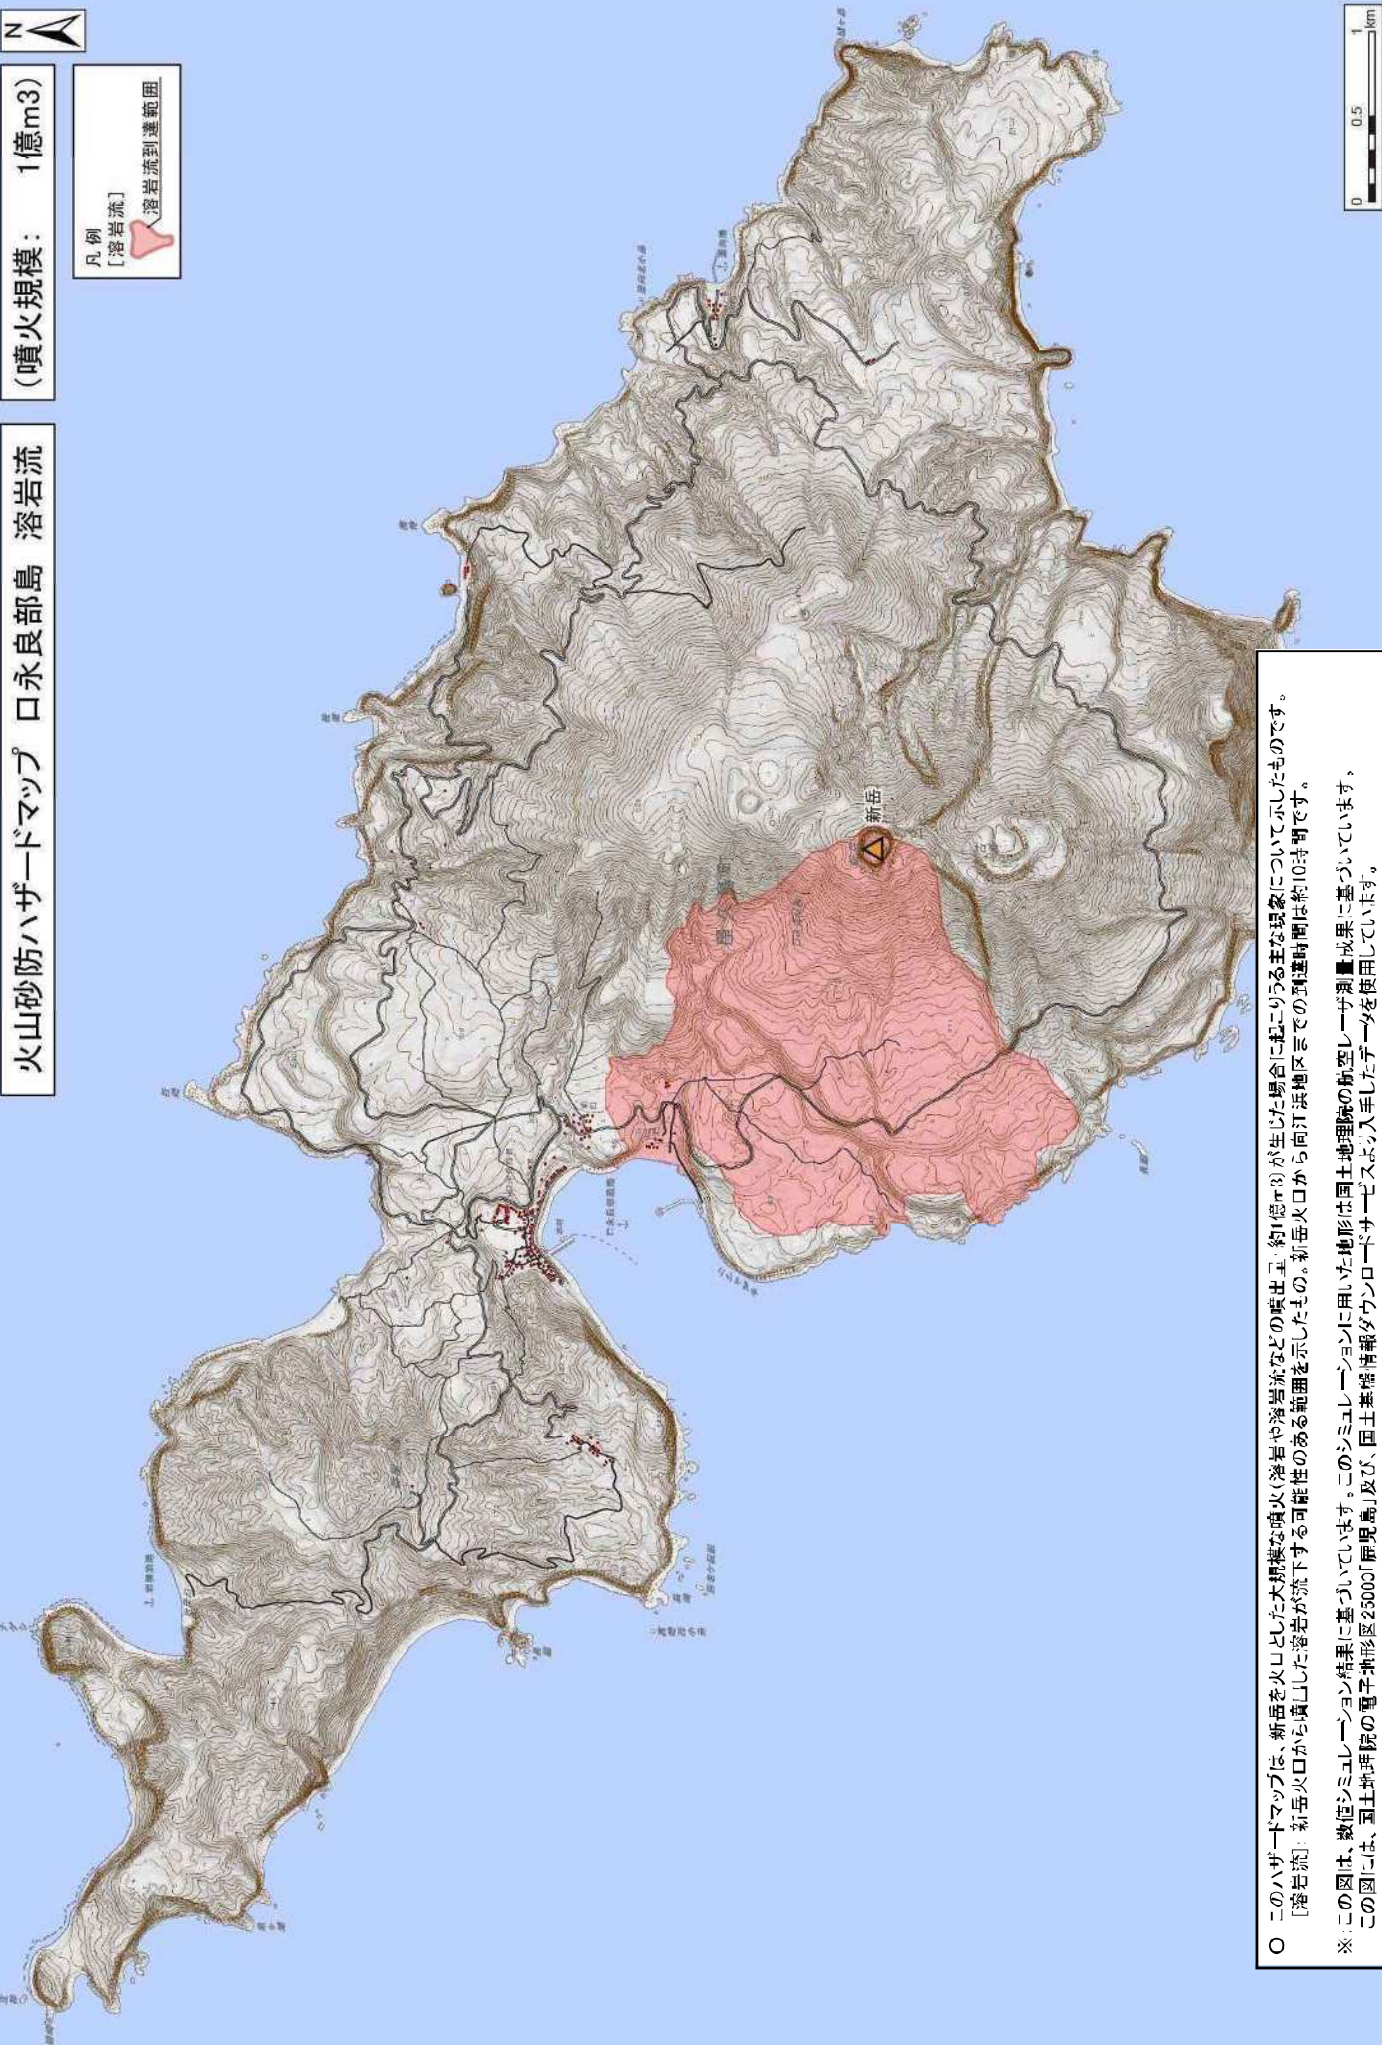 火山砂防ハザードマップ 口永良部島 溶岩流
(噴火規模: 1億m3)
N
凡例
[溶岩流]
溶岩流到達範囲
新岳
0 0.5 1
km
○ このハザードマップは、新岳を火口とした大規模な噴火(溶岩や溶岩流などの噴出量:約1億m3)が生じた場合に起こりうる主な現象について示したものです。
[溶岩流]: 新岳火口から噴出した溶岩が流下する可能性のある範囲を示したもの。新岳火口から向江浜地区までの到達時間は約10時間です。
※:この図は、数値シミュレーション結果に基づいています。このシミュレーションに用いた地形は国土地理院の航空レーザ測量成果に基づいています。
この図には、国土地理院の電子地形図25000「鹿児島」及び、国土基盤情報ダウンロードサービスより入手したデータを使用しています。